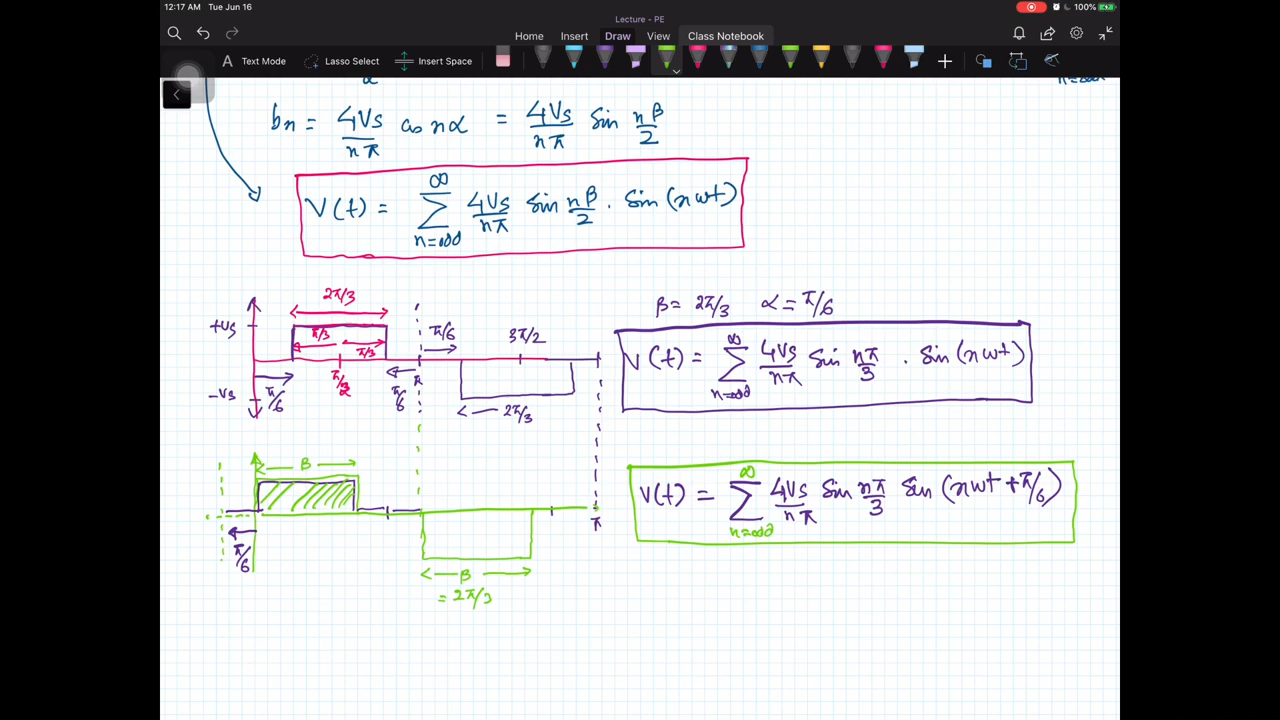 12:17 AM Tue Jun 16
100%
Lecture - PE
Home Insert Draw View Class Notebook
Text Mode Lasso Select Insert Space
α
n=odd
bn = 4Vs/nπ cos nα = 4Vs/nπ sin nβ/2
V(t) = ∑ n=odd ∞ 4Vs/nπ sin nβ/2 . sin(nωt)
2π/3
β= 2π/3 α=π/6
+Vs
π/3 π/3 π/6 3π/2
V(t) = ∑ n=odd ∞ 4Vs/nπ sin nπ/3 . sin(nωt)
-Vs
π/6 π/2 π/6 π
2π/3
β
V(t) = ∑ n=odd ∞ 4Vs/nπ sin nπ/3 sin(nωt+π/6)
π/6
π
β
= 2π/3